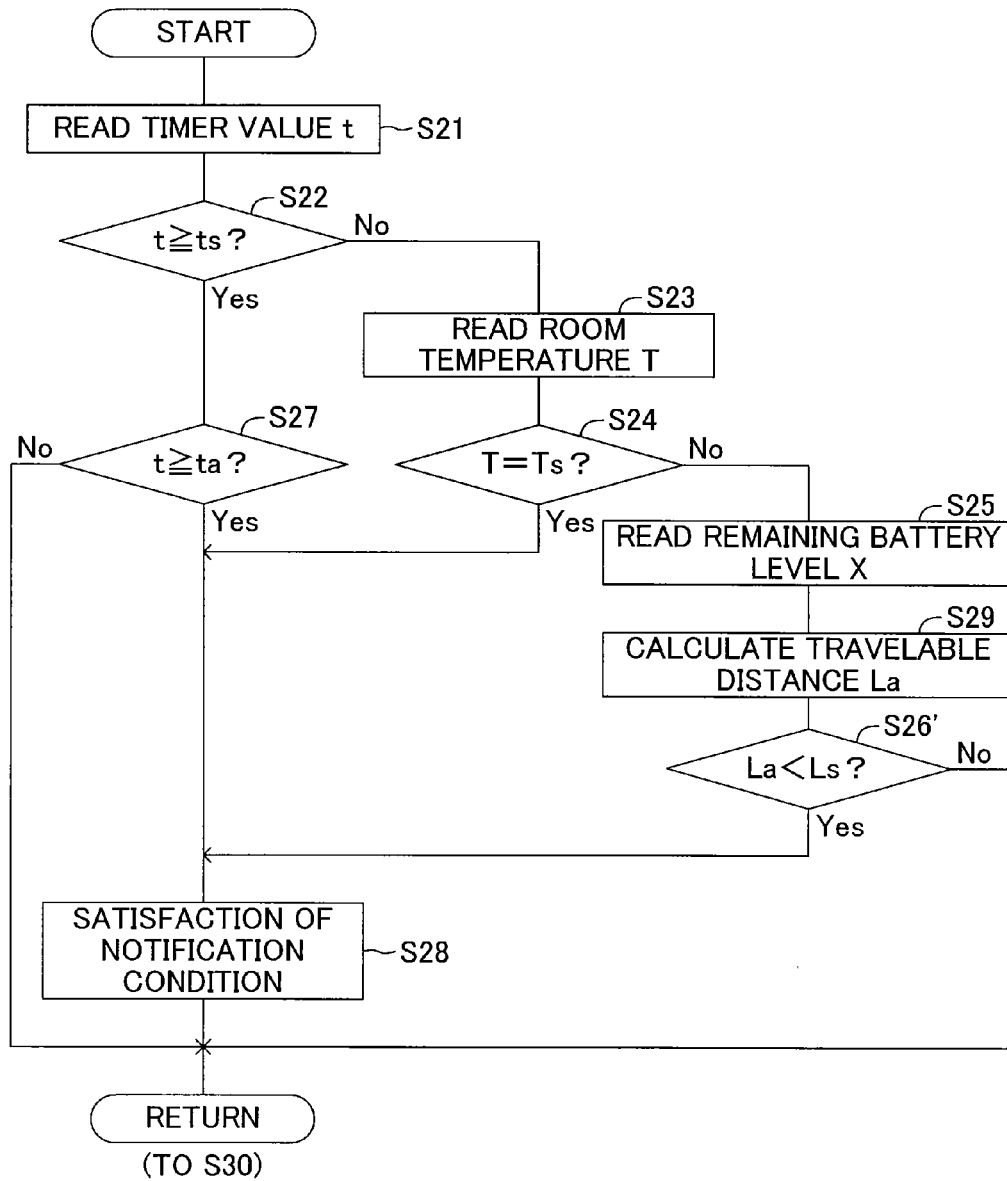 START
READ TIMER VALUE t
S21
S22
t≧ts？
No
Yes
S23
READ ROOM
TEMPERATURE T
S27
No
t≧ta？
Yes
S24
T＝Ts？
No
Yes
S25
READ REMAINING BATTERY
LEVEL X
S29
CALCULATE TRAVELABLE
DISTANCE La
S26'
La＜Ls？
No
Yes
SATISFACTION OF
NOTIFICATION
CONDITION
S28
RETURN
(TO S30)